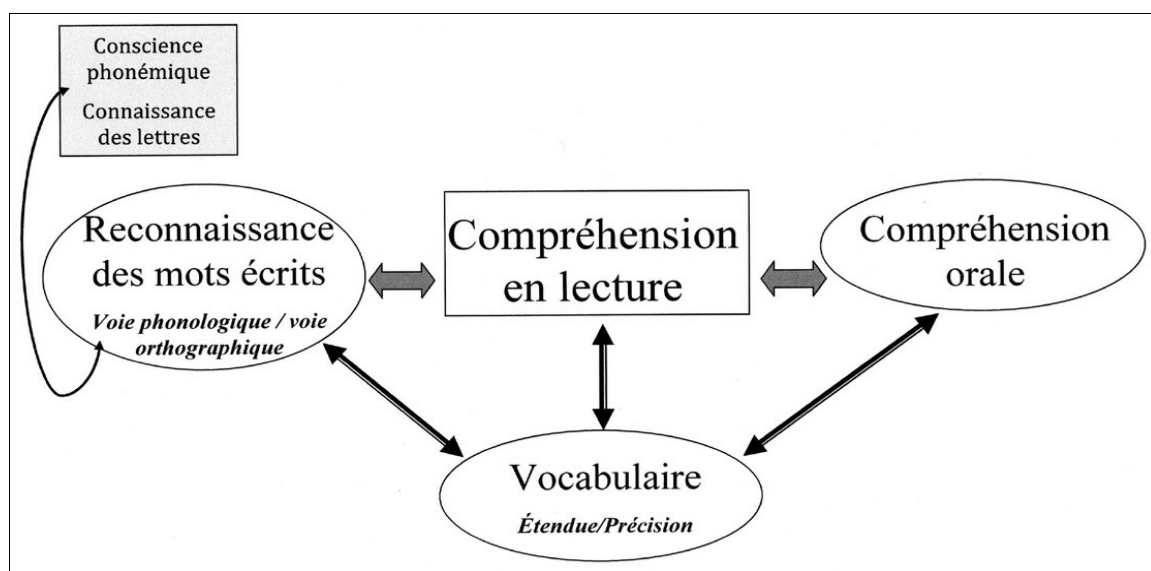 Conscience
phonémique
Connaissance
des lettres
Reconnaissance
des mots écrits
Voie phonologique / voie
orthographique
Compréhension
en lecture
Compréhension
orale
Vocabulaire
Étendue/Précision